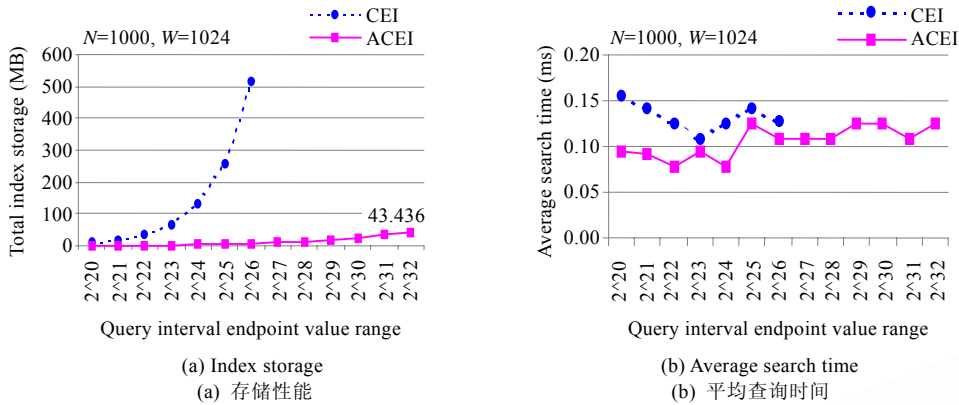 CEI
ACEI
N=1000, W=1024
Total index storage (MB)
600
500
400
300
200
100
0
43.436
2^20
2^21
2^22
2^23
2^24
2^25
2^26
2^27
2^28
2^29
2^30
2^31
2^32
Query interval endpoint value range
(a) Index storage
(a) 存储性能
CEI
ACEI
N=1000, W=1024
Average search time (ms)
0.20
0.15
0.10
0.05
0.00
2^20
2^21
2^22
2^23
2^24
2^25
2^26
2^27
2^28
2^29
2^30
2^31
2^32
Query interval endpoint value range
(b) Average search time
(b) 平均查询时间